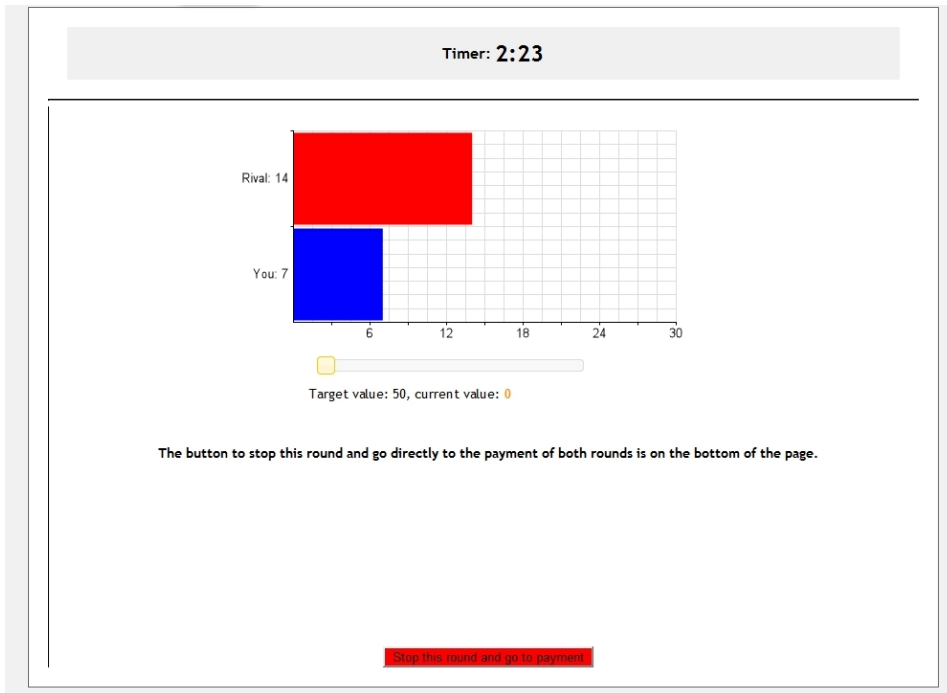 Timer: 2:23
Rival: 14
You: 7
6 12 18 24 30
Target value: 50, current value: 0
The button to stop this round and go directly to the payment of both rounds is on the bottom of the page.
Stop this round and go to payment